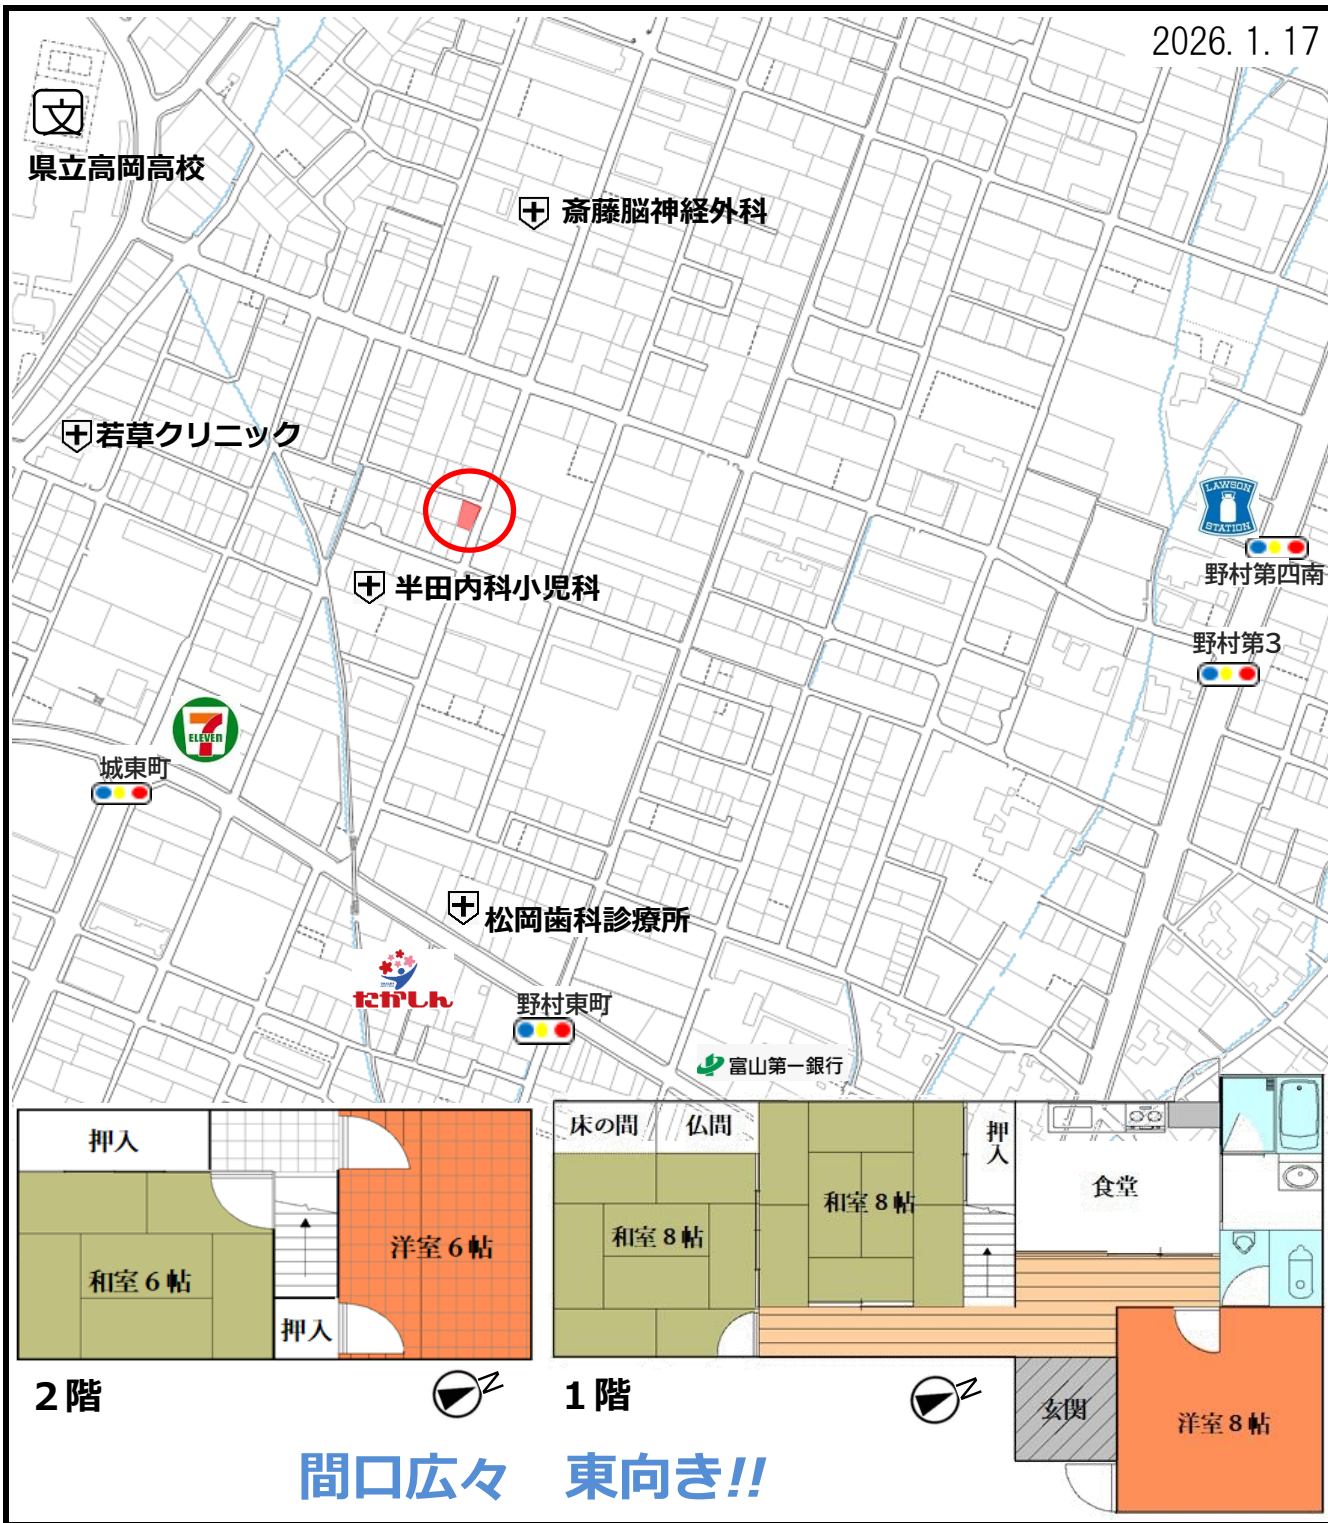 2026. 1. 17
文
県立高岡高校
斎藤脳神経外科
若草クリニック
LAWSON
STATION
野村第四南
半田内科小児科
野村第3
7
ELEVEN
城東町
松岡歯科診療所
たかしん
野村東町
富山第一銀行
押入
和室6帖
押入
洋室6帖
2階
N
床の間
仏間
和室8帖
和室8帖
押入
食堂
玄関
洋室8帖
1階
N
間口広々 東向き!!